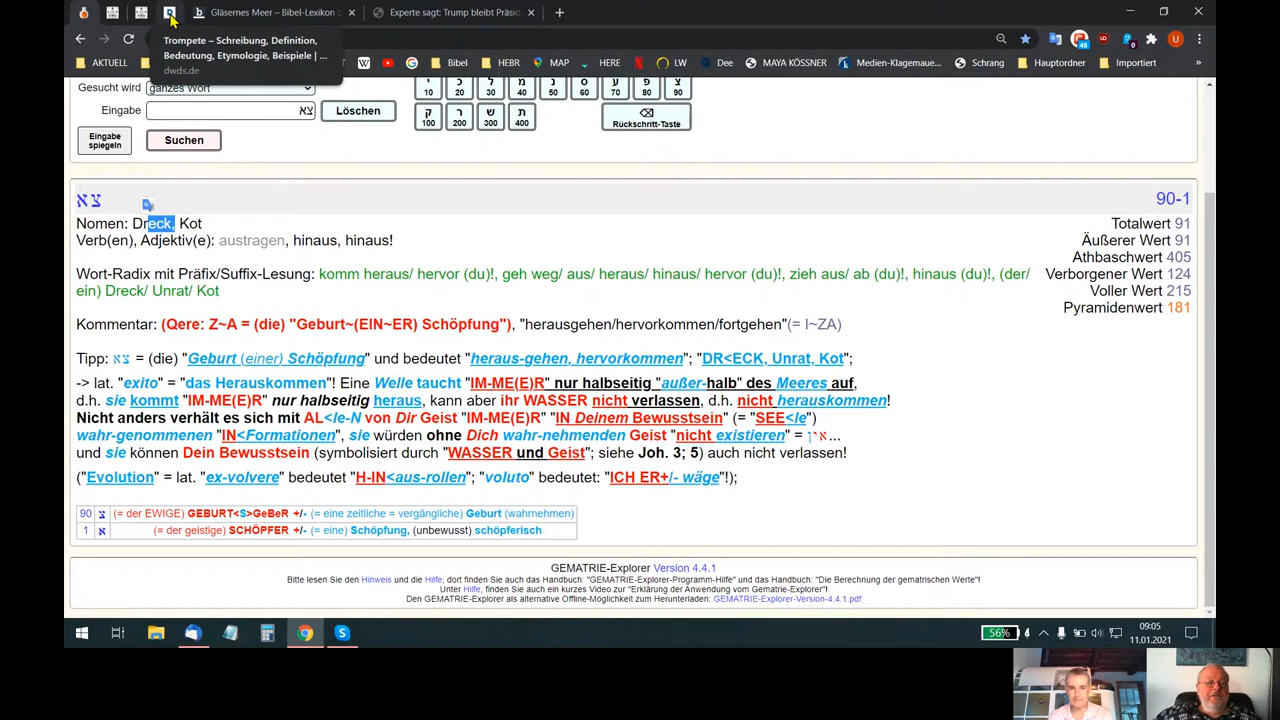 Gläsernes Meer – Bibel-Lexikon :
Experte sagt: Trump bleibt Präsid
Trompete – Schreibung, Definition,
Bedeutung, Etymologie, Beispiele | ...
dwds.de
AKTUELL
Bibel
HEBR
MAP
HERE
LW
Dee
MAYA KÖSSNER
Medien-Klagemaue...
Schrang
Hauptordner
Importiert
Gesucht wird ganzes Wort
Eingabe צא Löschen
Eingabe spiegeln
Suchen
י 10 כ 20 ל 30 מ 40 נ 50 ס 60 ע 70 פ 80 צ 90
ק 100 ר 200 ש 300 ת 400 Rückschritt-Taste
צא 90-1
Nomen: Dreck, Kot
Verb(en), Adjektiv(e): austragen, hinaus, hinaus!
Totalwert 91
Äußerer Wert 91
Athbaschwert 405
Verborgener Wert 124
Voller Wert 215
Pyramidenwert 181
Wort-Radix mit Präfix/Suffix-Lesung: komm heraus/ hervor (du)!, geh weg/ aus/ heraus/ hinaus/ hervor (du)!, zieh aus/ ab (du)!, hinaus (du)!, (der/
ein) Dreck/ Unrat/ Kot
Kommentar: (Qere: Z~A = (die) "Geburt~(EIN~ER) Schöpfung"), "herausgehen/hervorkommen/fortgehen"(= I~ZA)
Tipp: צא = (die) "Geburt (einer) Schöpfung" und bedeutet "heraus-gehen, hervorkommen"; "DR<ECK, Unrat, Kot";
-> lat. "exito" = "das Herauskommen"! Eine Welle taucht "IM-ME(E)R" nur halbseitig "außer-halb" des Meeres auf,
d.h. sie kommt "IM-ME(E)R" nur halbseitig heraus, kann aber ihr WASSER nicht verlassen, d.h. nicht herauskommen!
Nicht anders verhält es sich mit AL<le-N von Dir Geist "IM-ME(E)R" "IN Deinem Bewusstsein" (= "SEE<le")
wahr-genommenen "IN<Formationen", sie würden ohne Dich wahr-nehmenden Geist "nicht existieren" = אין...
und sie können Dein Bewusstsein (symbolisiert durch "WASSER und Geist"; siehe Joh. 3; 5) auch nicht verlassen!
("Evolution" = lat. "ex-volvere" bedeutet "H-IN<aus-rollen"; "voluto" bedeutet: "ICH ER+/- wäge"!);
90 צ (= der EWIGE) GEBURT<S>GeBeR +/- (= eine zeitliche = vergängliche) Geburt (wahrnehmen)
1 א (= der geistige) SCHÖPFER +/- (= eine) Schöpfung, (unbewusst) schöpferisch
GEMATRIE-Explorer Version 4.4.1
Bitte lesen Sie den Hinweis und die Hilfe, dort finden Sie auch das Handbuch: "GEMATRIE-Explorer-Programm-Hilfe" und das Handbuch: "Die Berechnung der gematrischen Werte"!
Unter Hilfe, finden Sie auch ein kurzes Video zur "Erklärung der Anwendung vom Gematrie-Explorer"!
Den GEMATRIE-Explorer als alternative Offline-Möglichkeit zum Herunterladen: GEMATRIE-Explorer-Version-4.4.1.pdf
56%
09:05
11.01.2021